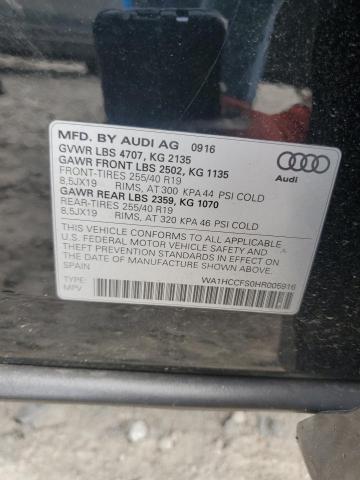 MFD. BY AUDI AG 09 16
GVWR LBS 4707, KG 2135
GAWR FRONT LBS 2502, KG 1135
FRONT-TIRES 255/40 R19
8,5JX19 RIMS, AT 300 KPA 44 PSI COLD
GAWR REAR LBS 2359, KG 1070
REAR-TIRES 255/40 R19
8,5JX19 RIMS, AT 320 KPA 46 PSI COLD
Audi
THIS VEHICLE CONFORMS TO ALL APPLICABLE
U.S. FEDERAL MOTOR VEHICLE SAFETY AND
THEFT PREVENTION STANDARDS IN EFFECT ON
THE DATE OF MANUFACTURE SHOWN ABOVE
SPAIN
TYPE: WA1HCCFS0HR005916
MPV